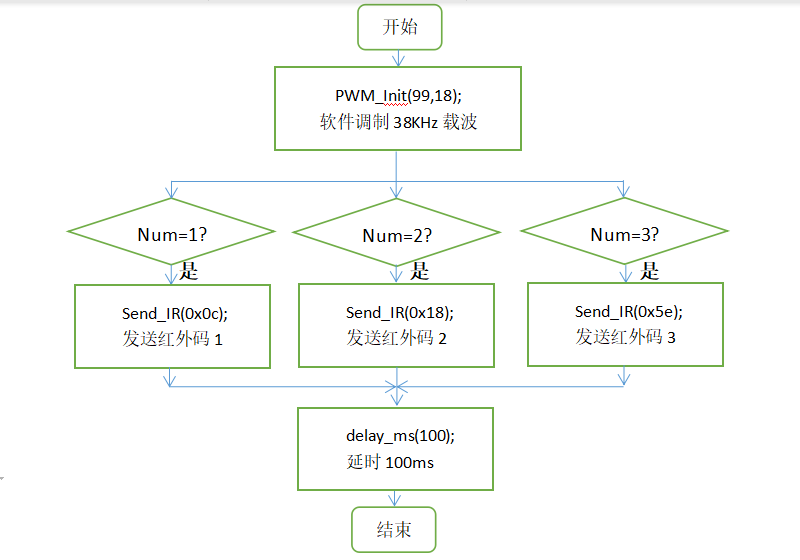 开始
PWM_Init(99,18);
软件调制 38KHz 载波
Num=1?
Num=2?
Num=3?
是
是
是
Send_IR(0x0c);
发送红外码 1
Send_IR(0x18);
发送红外码 2
Send_IR(0x5e);
发送红外码 3
delay_ms(100);
延时 100ms
结束